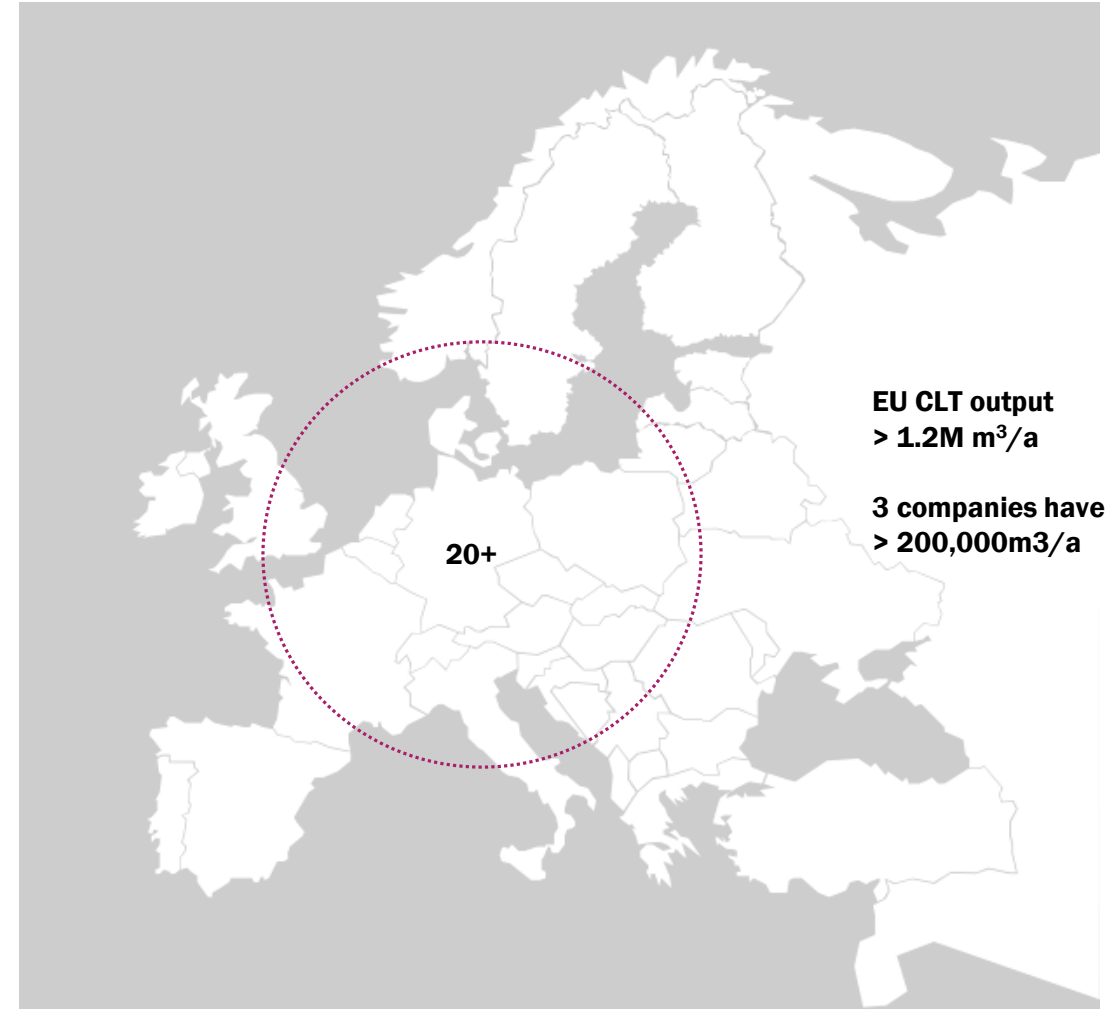 EU CLT output
> 1.2M m³/a
3 companies have
> 200,000m3/a
20+